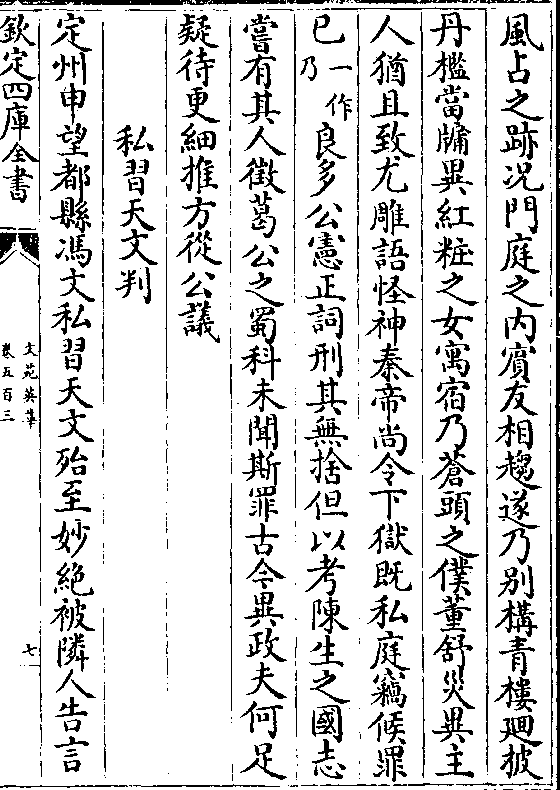 風占之跡况門庭之内賓友相趨遂乃别構青樓廻披
丹檻當牖異紅粧之女寓宿乃蒼頭之僕董舒災異主
人猶且致尤雕語怪神秦帝尚令下獄既私庭竊候罪
已一作乃良多公憲正詞刑其無捨但以考陳生之國志
嘗有其人徵葛公之蜀科未聞斯罪古今異政夫何足
疑待更細推方從公議
私習天文判
定州申望都縣馮文私習天文殆至妙絶被隣人告言
欽定四庫全書
文苑英華
卷五百三
七